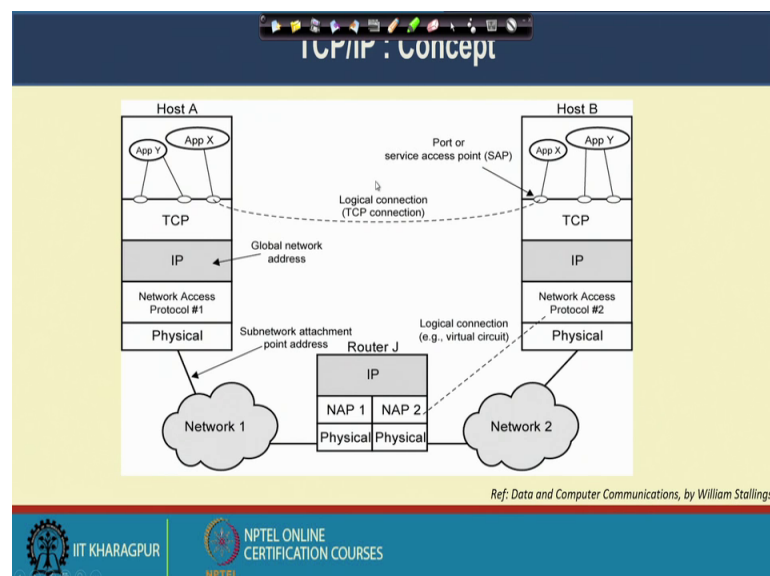 TCP/IP : Concept
Host A
Host B
App Y
App X
Port or
service access point (SAP)
App X
App Y
Logical connection
(TCP connection)
TCP
TCP
IP
Global network
address
IP
Network Access
Protocol #1
Network Access
Protocol #2
Physical
Subnetwork attachment
point address
Logical connection
(e.g., virtual circuit)
Physical
Router J
IP
NAP 1
NAP 2
Network 1
Physical
Physical
Network 2
Ref: Data and Computer Communications, by William Stallings
IIT KHARAGPUR
NPTEL ONLINE
CERTIFICATION COURSES
NPTEL